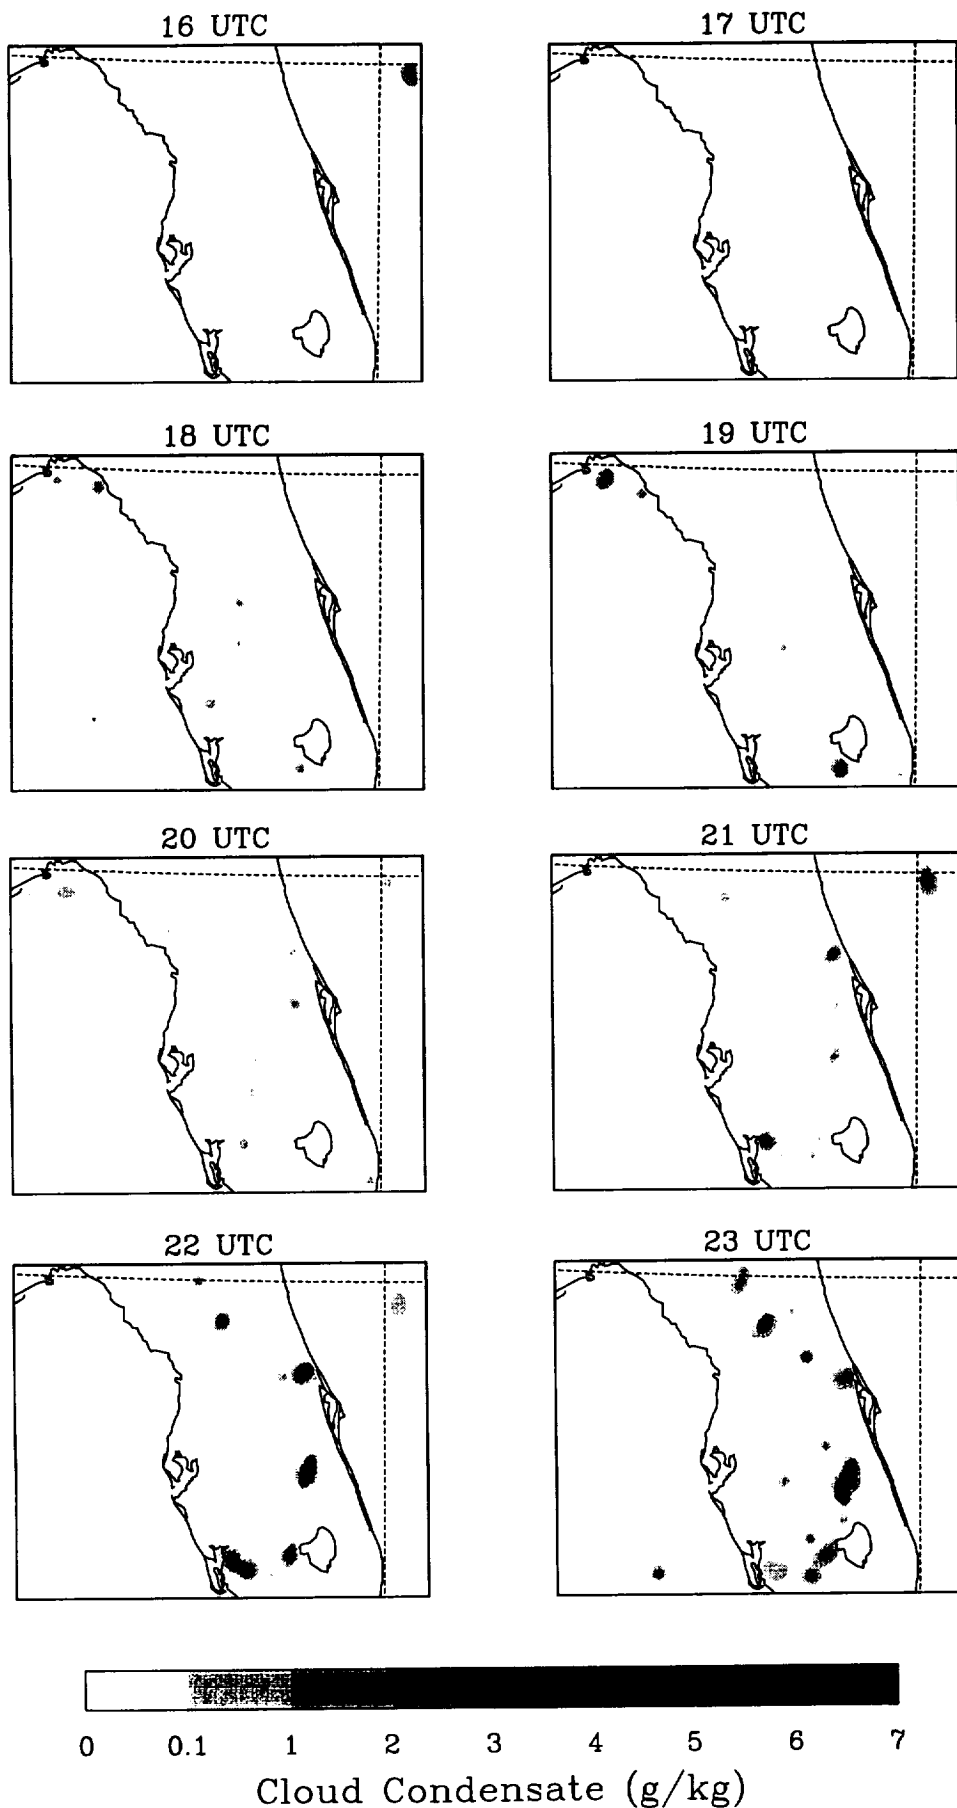 16 UTC
17 UTC
18 UTC
19 UTC
20 UTC
21 UTC
22 UTC
23 UTC
0 0.1 1 2 3 4 5 6 7
Cloud Condensate (g/kg)